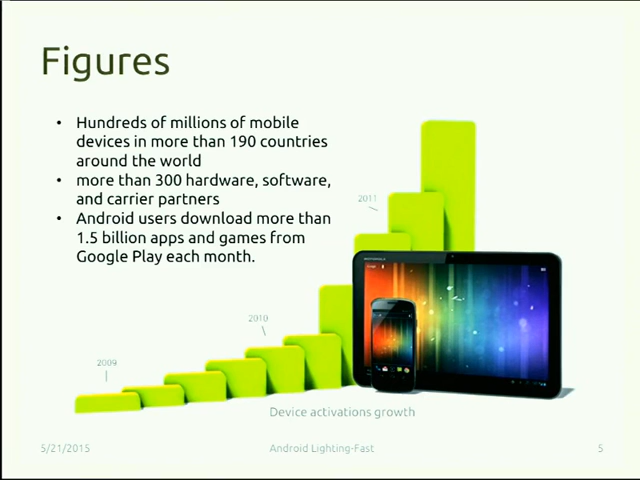 Figures
• Hundreds of millions of mobile
devices in more than 190 countries
around the world
• more than 300 hardware, software,
and carrier partners
• Android users download more than
1.5 billion apps and games from
Google Play each month.
2011
2010
2009
MOTOROLA
Google
Device activations growth
5/21/2015
Android Lighting-Fast
5